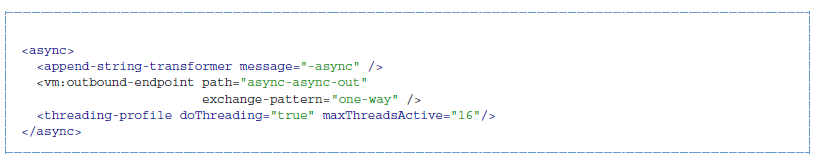 <async>
<append-string-transformer message="-async" />
<vm:outbound-endpoint path="async-async-out"
exchange-pattern="one-way" />
<threading-profile doThreading="true" maxThreadsActive="16"/>
</async>